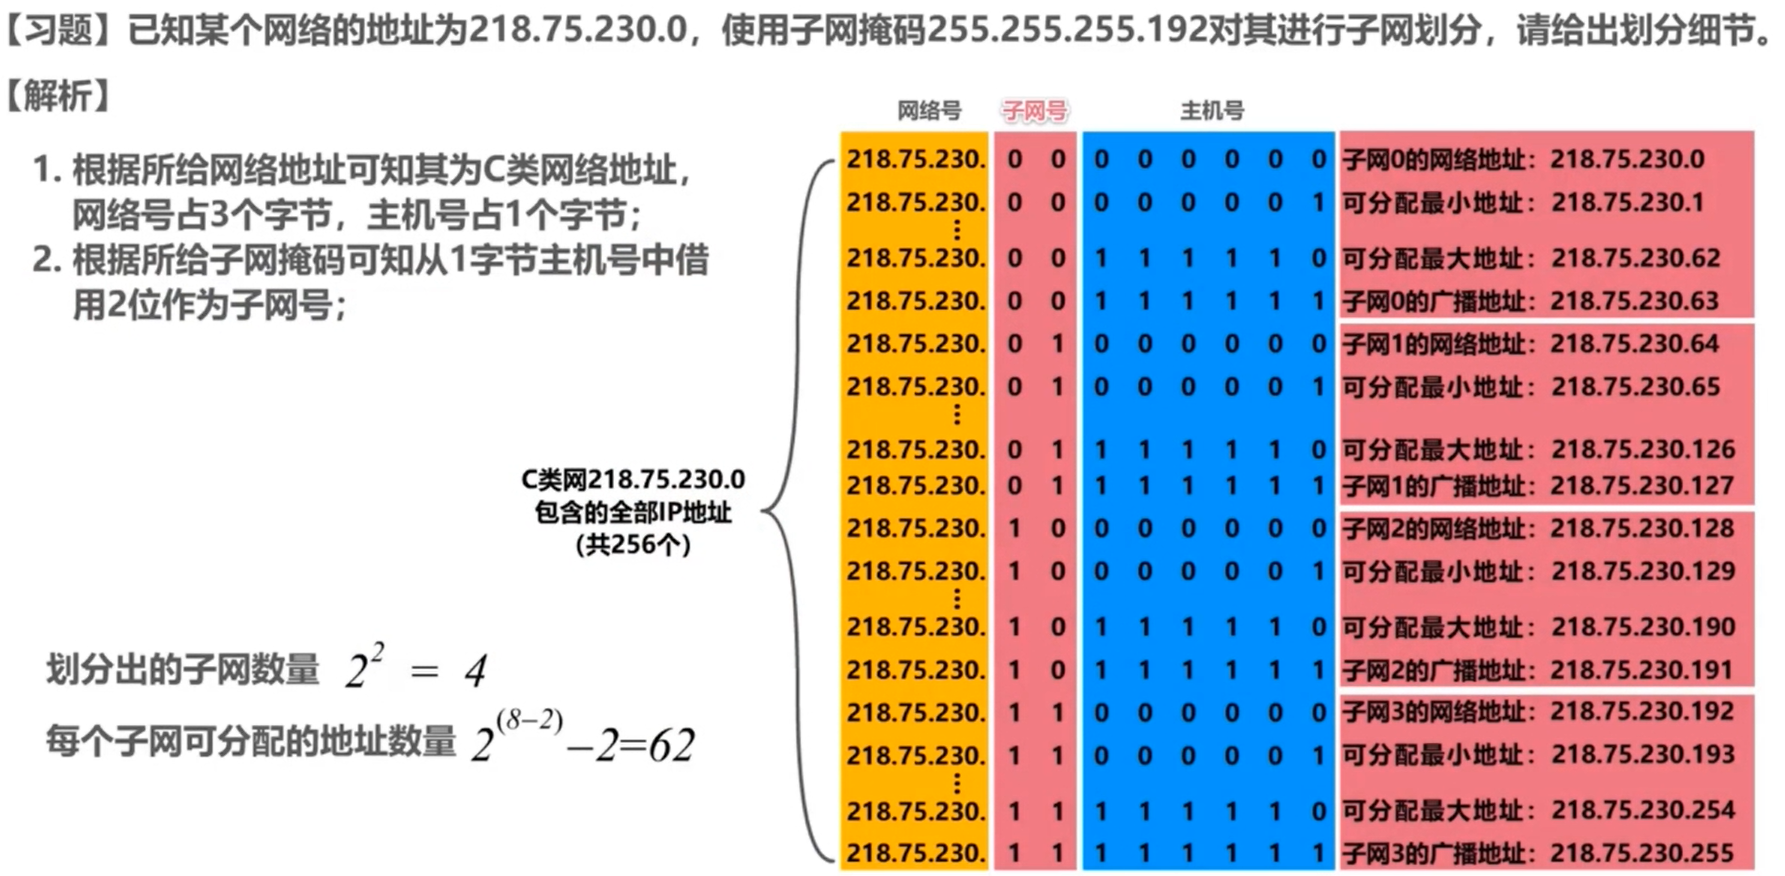 【习题】已知某个网络的地址为218.75.230.0，使用子网掩码255.255.255.192对其进行子网划分，请给出划分细节。
【解析】
1. 根据所给网络地址可知其为C类网络地址，
网络号占3个字节，主机号占1个字节；
2. 根据所给子网掩码可知从1字节主机号中借
用2位作为子网号；
C类网218.75.230.0
包含的全部IP地址
（共256个）
划分出的子网数量 2^2 = 4
每个子网可分配的地址数量 2^(8−2)−2=62
网络号 子网号 主机号
218.75.230. 0 0 0 0 0 0 0 0 子网0的网络地址：218.75.230.0
218.75.230. 0 0 0 0 0 0 0 1 可分配最小地址：218.75.230.1
⋮
218.75.230. 0 0 1 1 1 1 1 0 可分配最大地址：218.75.230.62
218.75.230. 0 0 1 1 1 1 1 1 子网0的广播地址：218.75.230.63
218.75.230. 0 1 0 0 0 0 0 0 子网1的网络地址：218.75.230.64
218.75.230. 0 1 0 0 0 0 0 1 可分配最小地址：218.75.230.65
⋮
218.75.230. 0 1 1 1 1 1 1 0 可分配最大地址：218.75.230.126
218.75.230. 0 1 1 1 1 1 1 1 子网1的广播地址：218.75.230.127
218.75.230. 1 0 0 0 0 0 0 0 子网2的网络地址：218.75.230.128
218.75.230. 1 0 0 0 0 0 0 1 可分配最小地址：218.75.230.129
⋮
218.75.230. 1 0 1 1 1 1 1 0 可分配最大地址：218.75.230.190
218.75.230. 1 0 1 1 1 1 1 1 子网2的广播地址：218.75.230.191
218.75.230. 1 1 0 0 0 0 0 0 子网3的网络地址：218.75.230.192
218.75.230. 1 1 0 0 0 0 0 1 可分配最小地址：218.75.230.193
⋮
218.75.230. 1 1 1 1 1 1 1 0 可分配最大地址：218.75.230.254
218.75.230. 1 1 1 1 1 1 1 1 子网3的广播地址：218.75.230.255